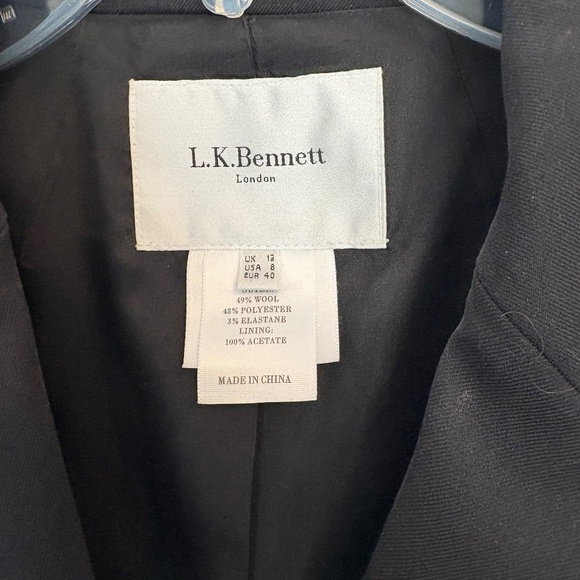 L.K.Bennett
London
UK 12
USA 8
EUR 40
49% WOOL
48% POLYESTER
3% ELASTANE
LINING:
100% ACETATE
MADE IN CHINA